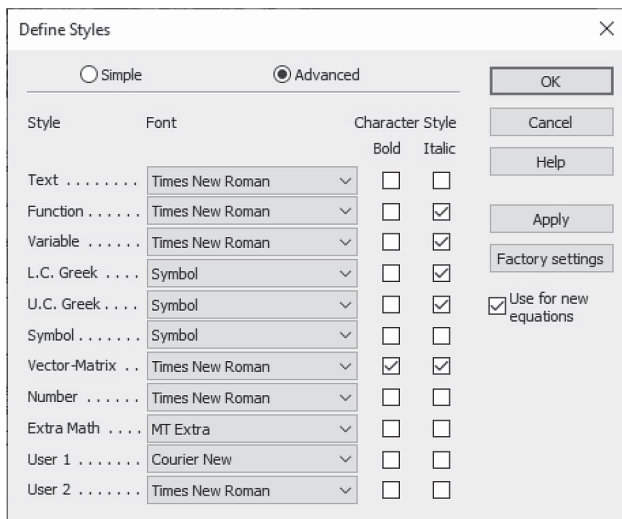 Define Styles
Simple Advanced
OK
Style Font Character Style
Cancel
Bold Italic
Help
Text ........ Times New Roman
Function ...... Times New Roman
Apply
Variable ...... Times New Roman
L.C. Greek .... Symbol
Factory settings
U.C. Greek .... Symbol
Use for new
equations
Symbol ....... Symbol
Vector-Matrix .. Times New Roman
Number ...... Times New Roman
Extra Math .... MT Extra
User 1 ....... Courier New
User 2 ....... Times New Roman